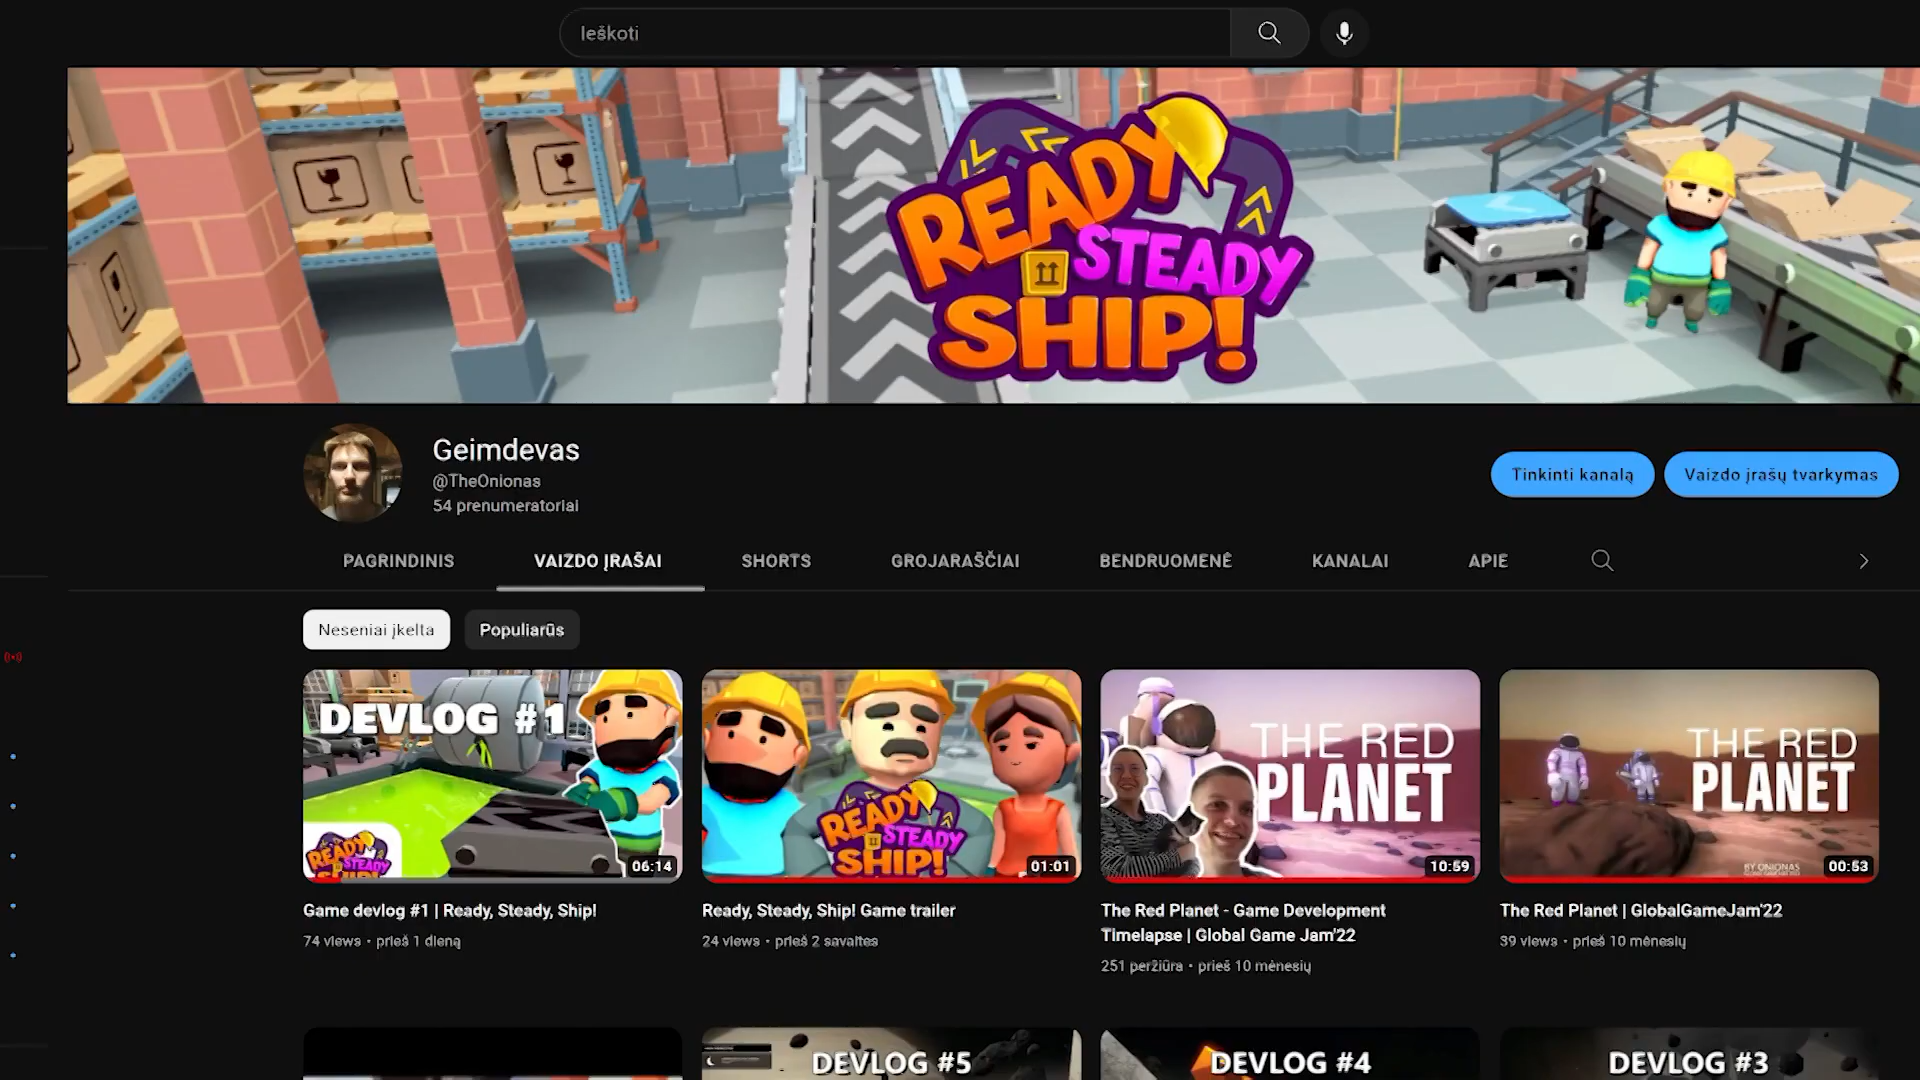 Ieškoti
READY
STEADY
SHIP!
Geimdevas
@TheOnionas
54 prenumeratoriai
Tinkinti kanalą
Vaizdo įrašų tvarkymas
PAGRINDINIS
VAIZDO ĮRAŠAI
SHORTS
GROJARAŠČIAI
BENDRUOMENĖ
KANALAI
APIE
Neseniai įkelta
Populiarūs
DEVLOG #1
READY
STEADY
SHIP!
06:14
READY
STEADY
SHIP!
01:01
THE RED
PLANET
10:59
THE RED
PLANET
BY ONIONAS
00:53
Game devlog #1 | Ready, Steady, Ship!
74 views • prieš 1 dieną
Ready, Steady, Ship! Game trailer
24 views • prieš 2 savaites
The Red Planet - Game Development
Timelapse | Global Game Jam'22
251 peržiūra • prieš 10 mėnesių
The Red Planet | GlobalGameJam'22
39 views • prieš 10 mėnesių
DEVLOG #5
DEVLOG #4
DEVLOG #3